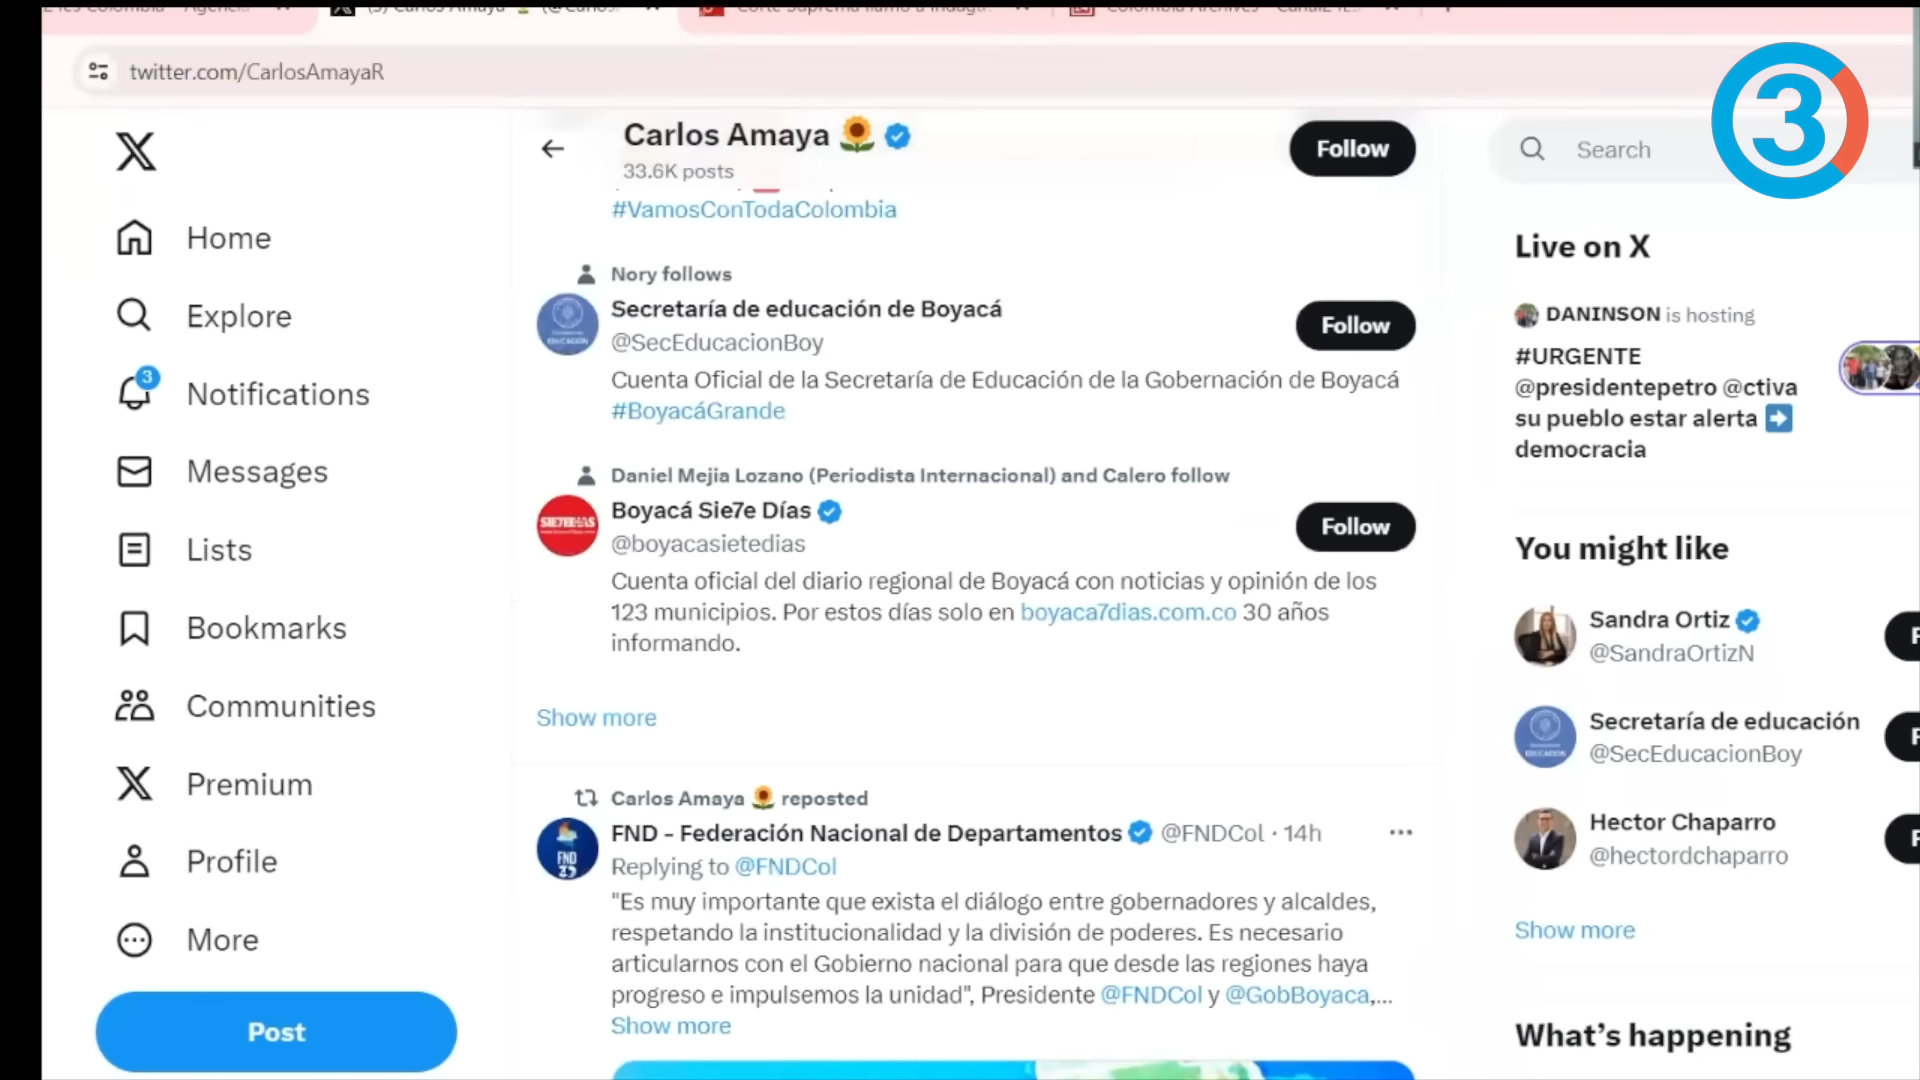 twitter.com/CarlosAmayaR
3
Carlos Amaya
33.6K posts
Follow
Search
#VamosConTodaColombia
Home
Explore
3
Notifications
Messages
Lists
Bookmarks
Communities
Premium
Profile
More
Post
Nory follows
Secretaría de educación de Boyacá
@SecEducacionBoy
Follow
Cuenta Oficial de la Secretaría de Educación de la Gobernación de Boyacá
#BoyacáGrande
Daniel Mejia Lozano (Periodista Internacional) and Calero follow
Boyacá Sie7e Días
@boyacasietedias
Follow
Cuenta oficial del diario regional de Boyacá con noticias y opinión de los
123 municipios. Por estos días solo en boyaca7dias.com.co 30 años
informando.
Show more
Carlos Amaya reposted
FND - Federación Nacional de Departamentos @FNDCol · 14h
FND
Replying to @FNDCol
"Es muy importante que exista el diálogo entre gobernadores y alcaldes,
respetando la institucionalidad y la división de poderes. Es necesario
articularnos con el Gobierno nacional para que desde las regiones haya
progreso e impulsemos la unidad", Presidente @FNDCol y @GobBoyaca,...
Show more
Live on X
DANINSON is hosting
#URGENTE
@presidentepetro @ctiva
su pueblo estar alerta
democracia
You might like
Sandra Ortiz
@SandraOrtizN
Secretaría de educación
@SecEducacionBoy
Hector Chaparro
@hectordchaparro
Show more
What's happening